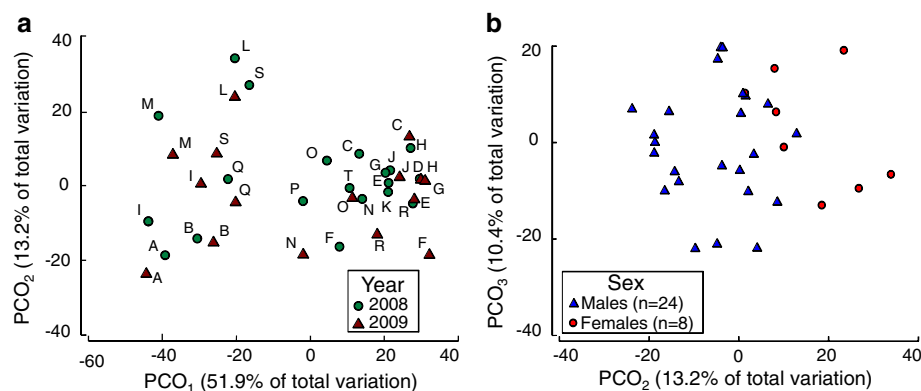 a
40
20
0
-20
-40
-60
-40
-20
0
20
40
PCO2 (13.2% of total variation)
PCO1 (51.9% of total variation)
L
S
L
M
M
S
I
Q
Q
I
B
B
A
A
O
C
C
H
G
J
J
D
H
E
G
T
P
O
N
K
R
E
N
F
R
F
Year
2008
2009
b
20
0
-20
-40
-40
-20
0
20
40
PCO3 (10.4% of total variation)
PCO2 (13.2% of total variation)
Sex
Males (n=24)
Females (n=8)